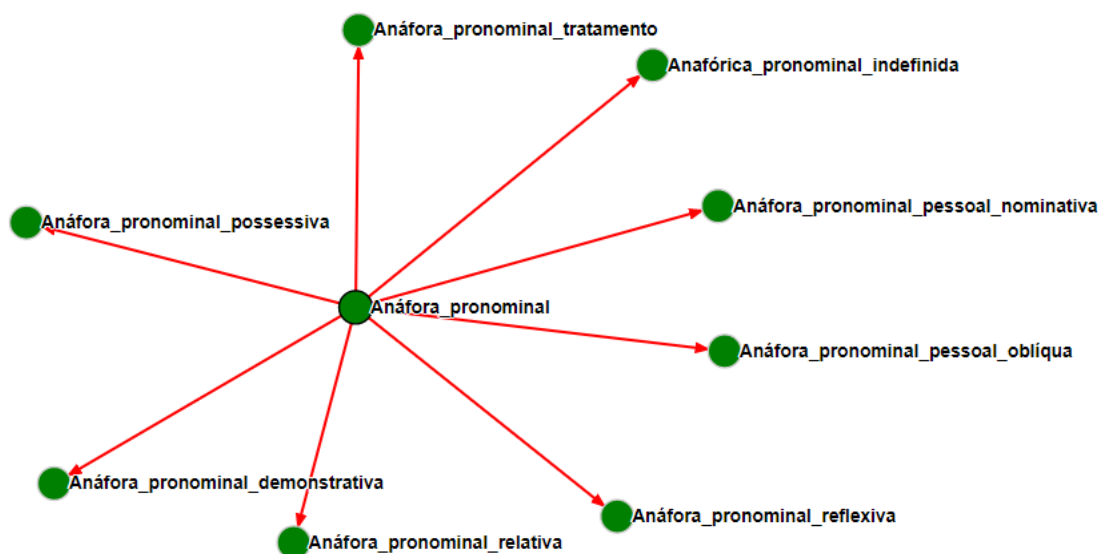 Anáfora_pronominal_tratamento
Anafórica_pronominal_indefinida
Anáfora_pronominal_pessoal_nominativa
Anáfora_pronominal_possessiva
Anáfora_pronominal
Anáfora_pronominal_pessoal_oblíqua
Anáfora_pronominal_demonstrativa
Anáfora_pronominal_reflexiva
Anáfora_pronominal_relativa